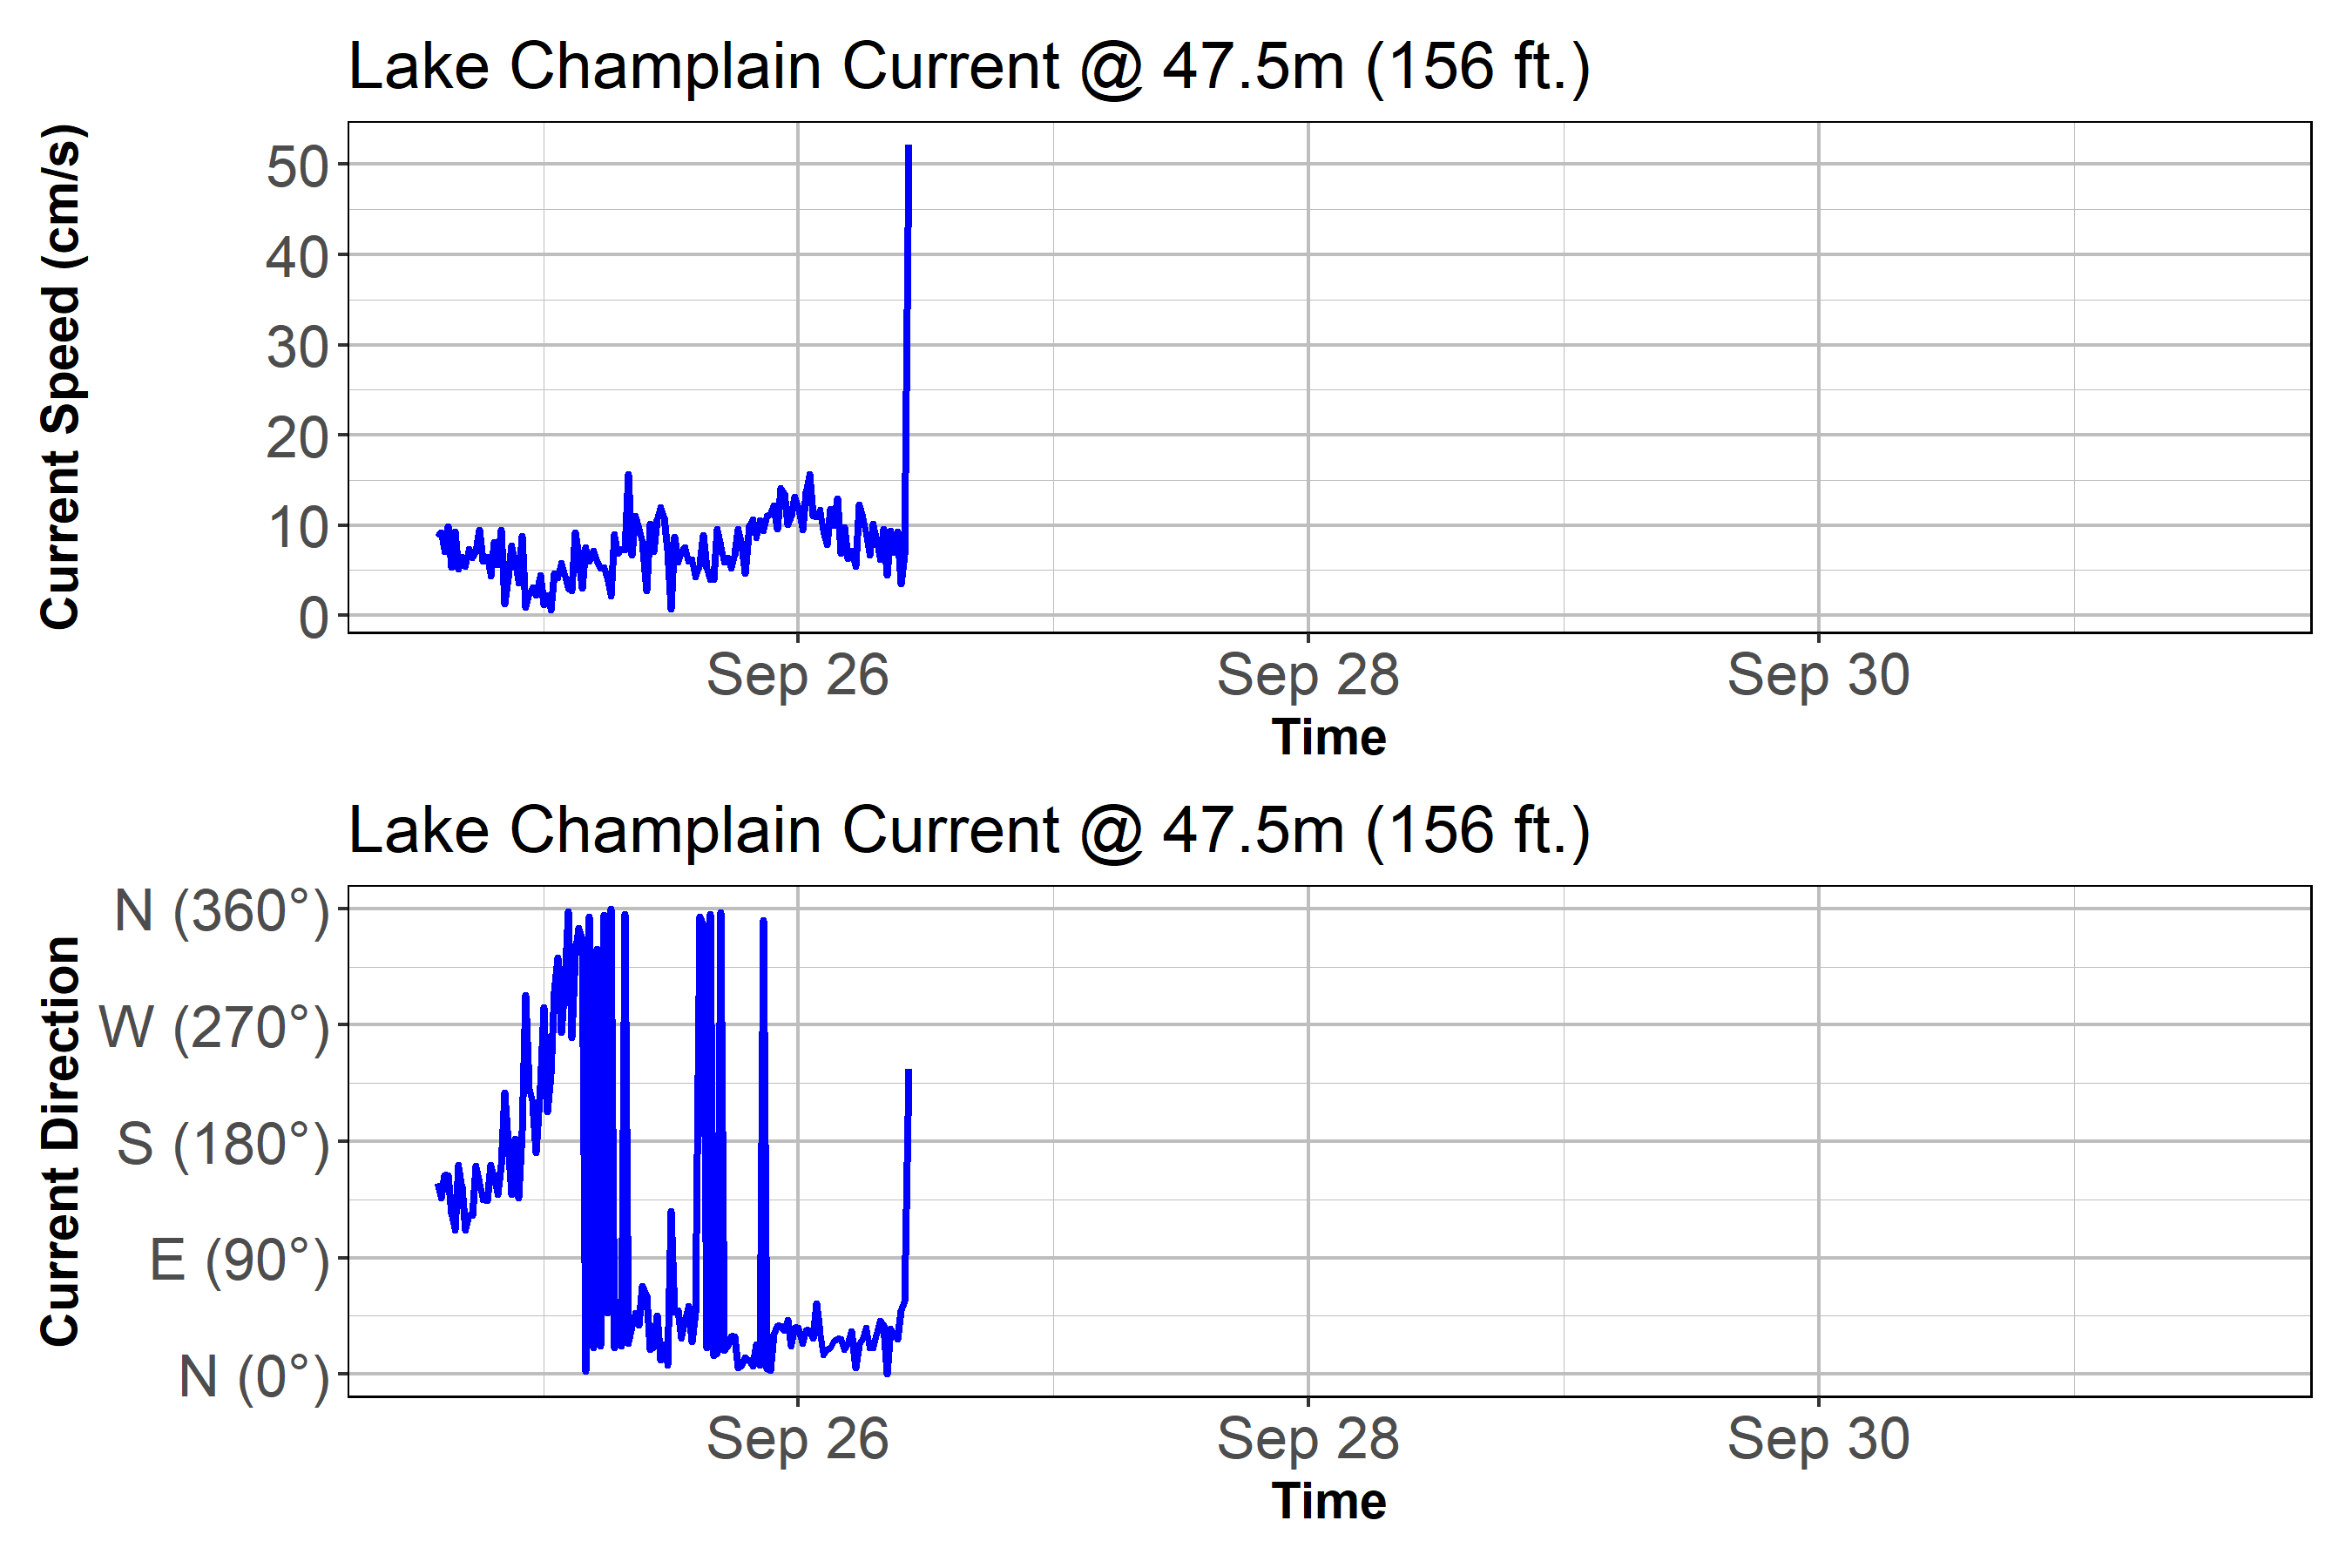 Lake Champlain Current @ 47.5m (156 ft.)
Current Speed (cm/s)
50
40
30
20
10
0
Sep 26 Sep 28 Sep 30
Time
Lake Champlain Current @ 47.5m (156 ft.)
Current Direction
N (360°)
W (270°)
S (180°)
E (90°)
N (0°)
Sep 26 Sep 28 Sep 30
Time